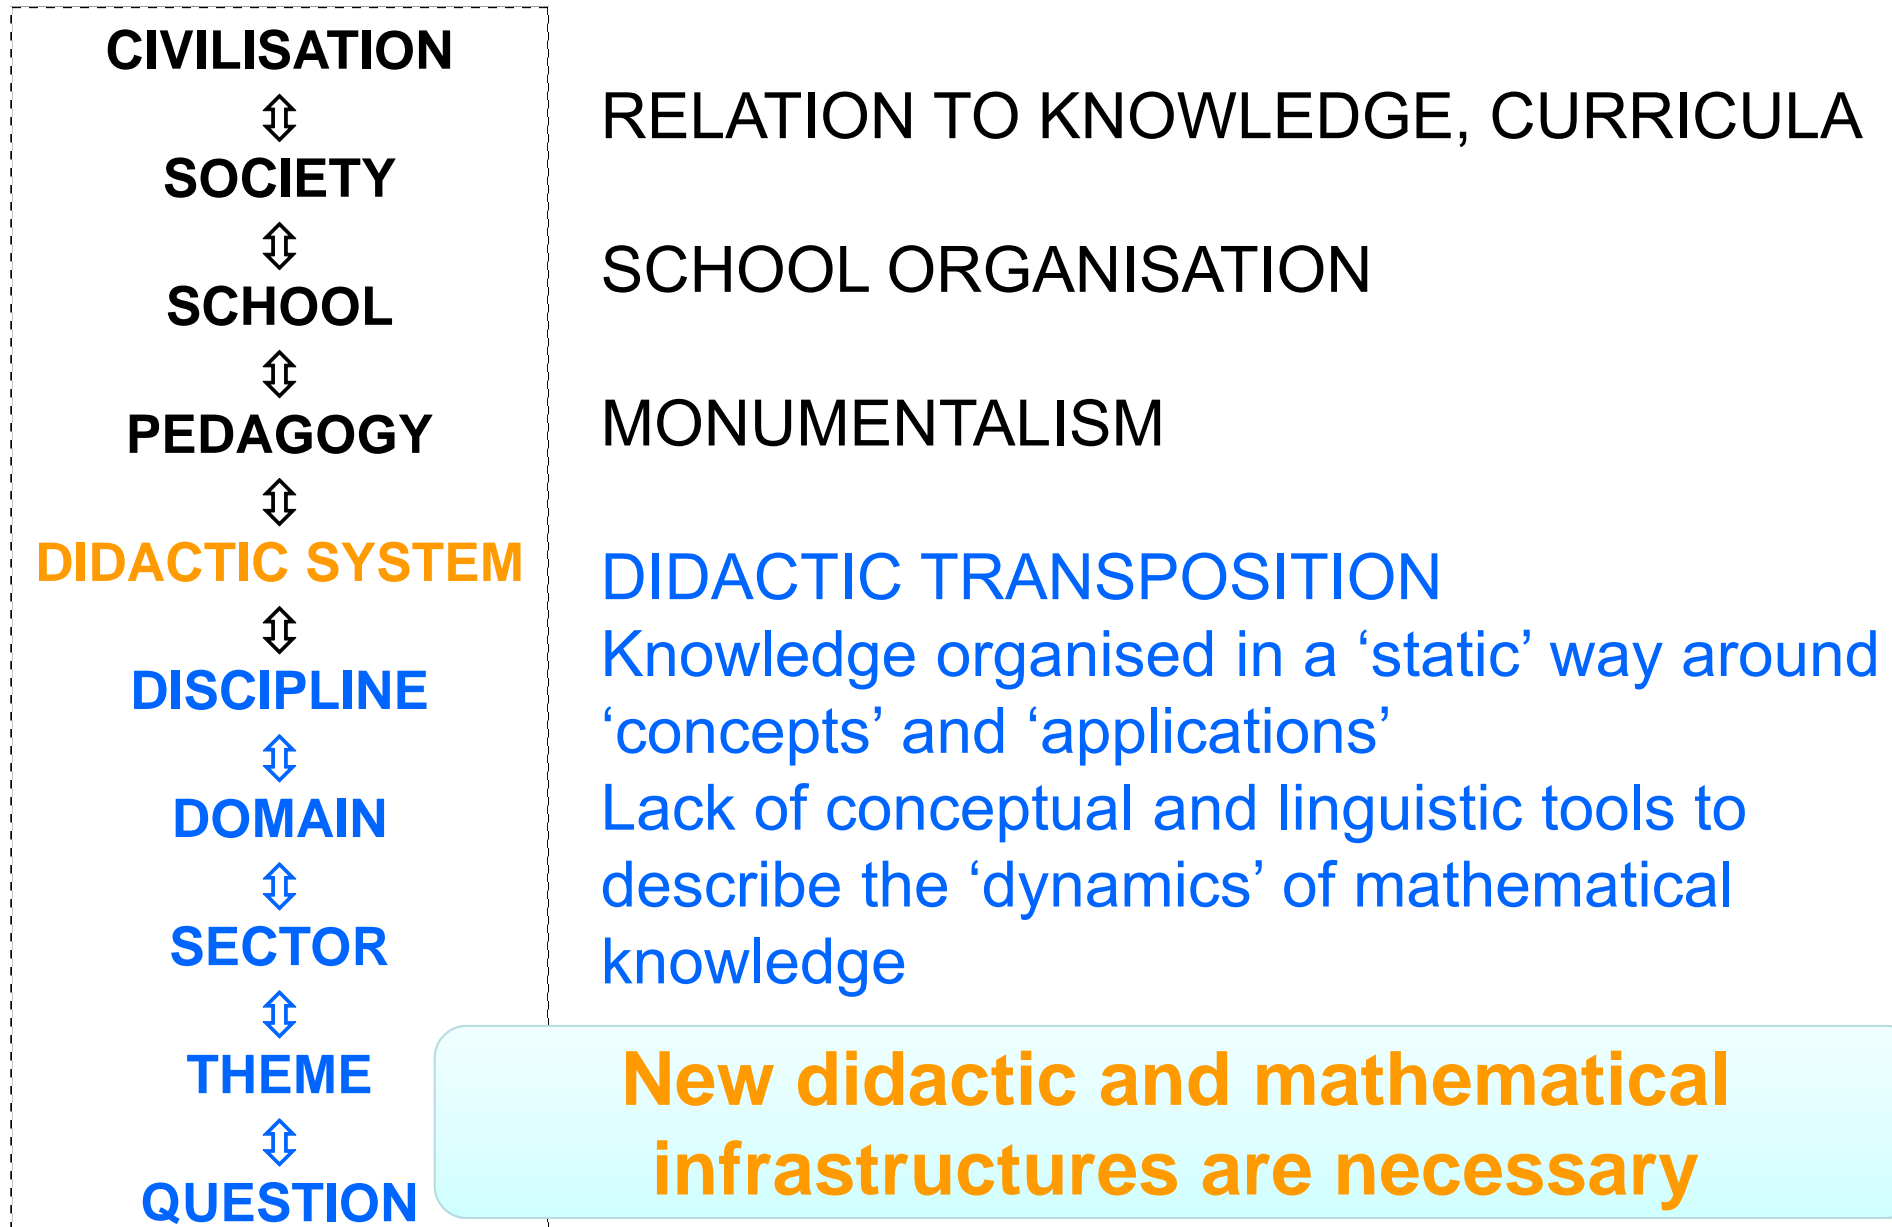 CIVILISATION
⇕
SOCIETY
⇕
SCHOOL
⇕
PEDAGOGY
⇕
DIDACTIC SYSTEM
⇕
DISCIPLINE
⇕
DOMAIN
⇕
SECTOR
⇕
THEME
⇕
QUESTION
RELATION TO KNOWLEDGE, CURRICULA
SCHOOL ORGANISATION
MONUMENTALISM
DIDACTIC TRANSPOSITION
Knowledge organised in a ‘static’ way around
‘concepts’ and ‘applications’
Lack of conceptual and linguistic tools to
describe the ‘dynamics’ of mathematical
knowledge
New didactic and mathematical
infrastructures are necessary